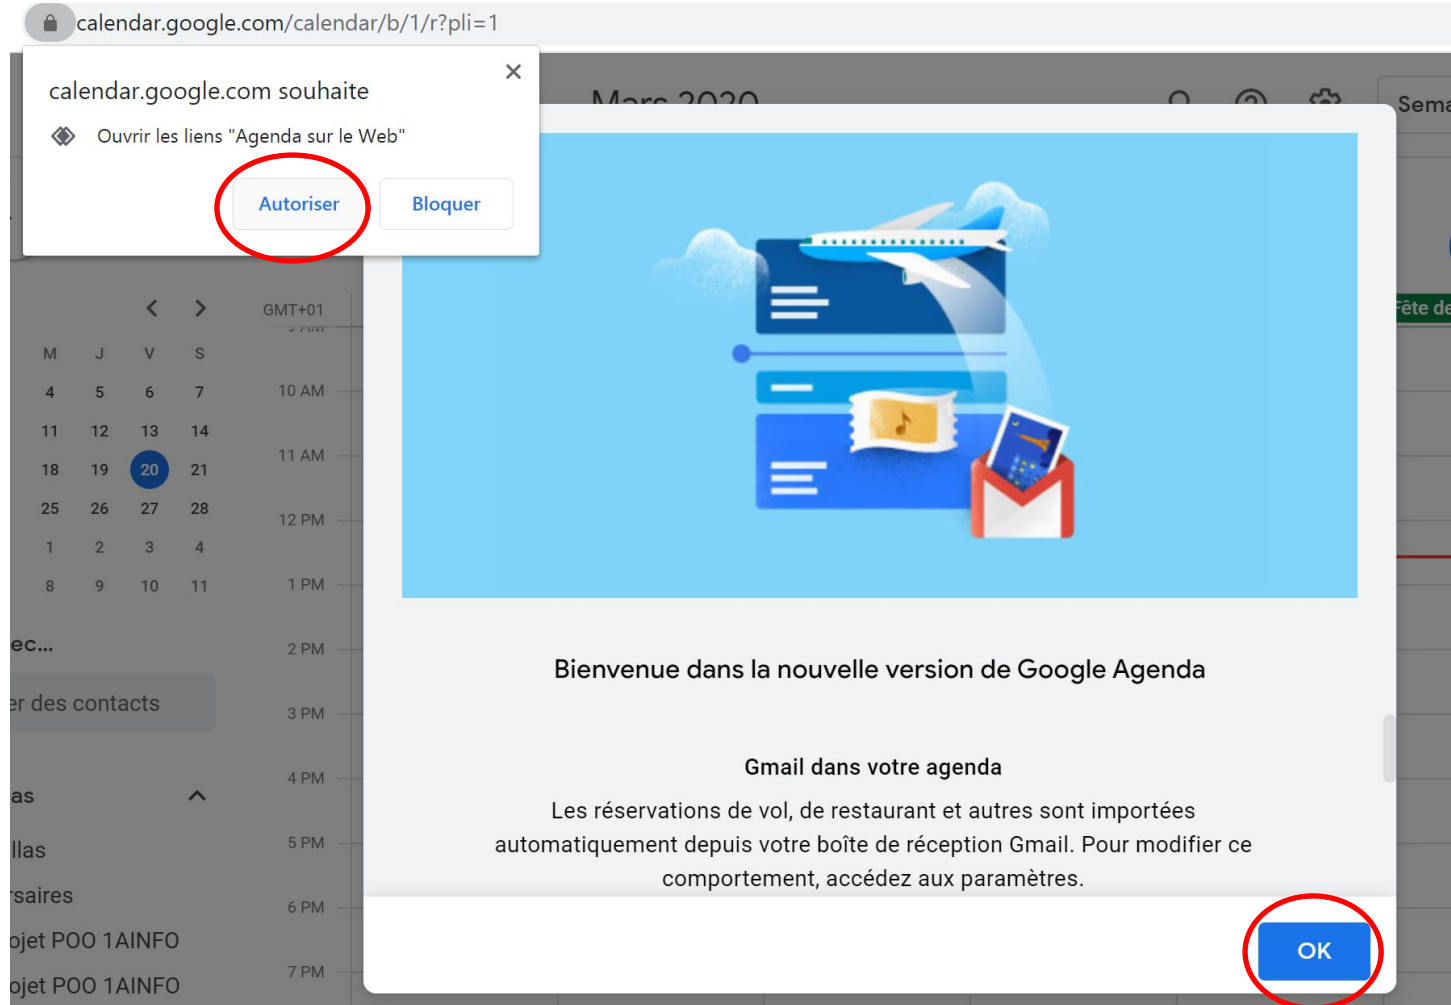 calendar.google.com/calendar/b/1/r?pli=1
calendar.google.com souhaite
Ouvrir les liens "Agenda sur le Web"
Autoriser Bloquer
Mars 2020
Sema
GMT+01
Fête de
M J V S
4 5 6 7
11 12 13 14
18 19 20 21
25 26 27 28
1 2 3 4
8 9 10 11
ec...
er des contacts
as
llas
saires
ojet POO 1AINFO
ojet POO 1AINFO
9 AM
10 AM
11 AM
12 PM
1 PM
2 PM
3 PM
4 PM
5 PM
6 PM
7 PM
Bienvenue dans la nouvelle version de Google Agenda
Gmail dans votre agenda
Les réservations de vol, de restaurant et autres sont importées
automatiquement depuis votre boîte de réception Gmail. Pour modifier ce
comportement, accédez aux paramètres.
OK